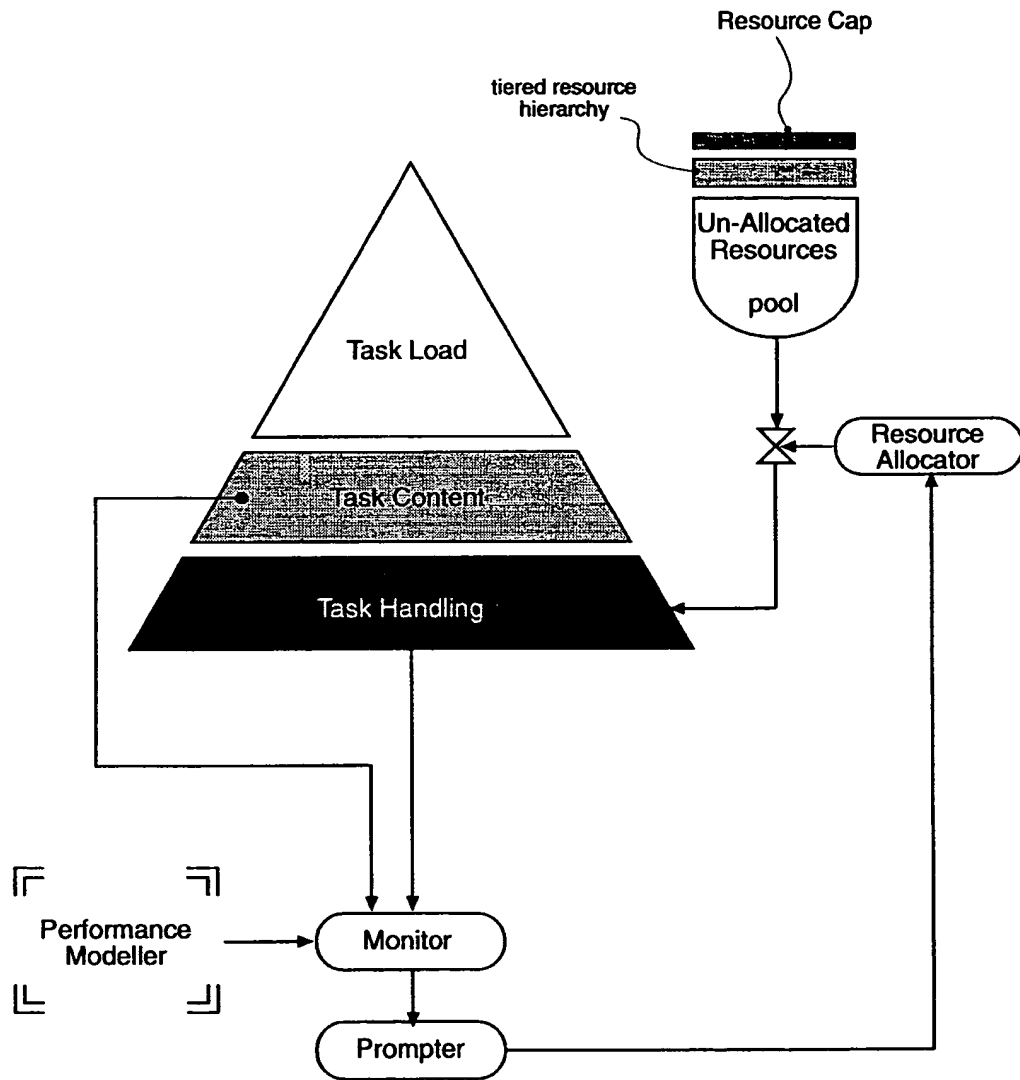 Resource Cap
tiered resource
hierarchy
Un-Allocated
Resources
pool
Task Load
Resource
Allocator
Task Content
Task Handling
Performance
Modeller
Monitor
Prompter